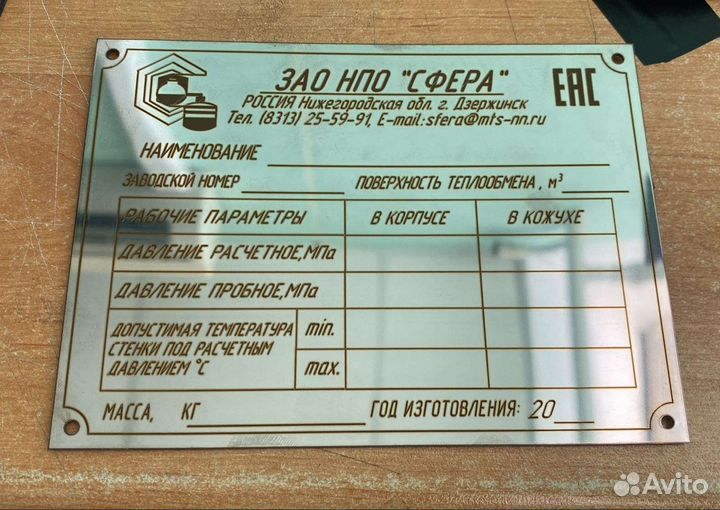 ЗАО НПО "СФЕРА"
EAC
РОССИЯ Нижегородская обл. г. Дзержинск
Тел. (8313) 25-59-91, E-mail:sfera@mts-nn.ru
НАИМЕНОВАНИЕ
ЗАВОДСКОЙ НОМЕР ПОВЕРХНОСТЬ ТЕПЛООБМЕНА, м³
РАБОЧИЕ ПАРАМЕТРЫ В КОРПУСЕ В КОЖУХЕ
ДАВЛЕНИЕ РАСЧЕТНОЕ,МПа
ДАВЛЕНИЕ ПРОБНОЕ,МПа
ДОПУСТИМАЯ ТЕМПЕРАТУРА min.
СТЕНКИ ПОД РАСЧЕТНЫМ
ДАВЛЕНИЕМ °С max.
МАССА, КГ ГОД ИЗГОТОВЛЕНИЯ: 20
Avito